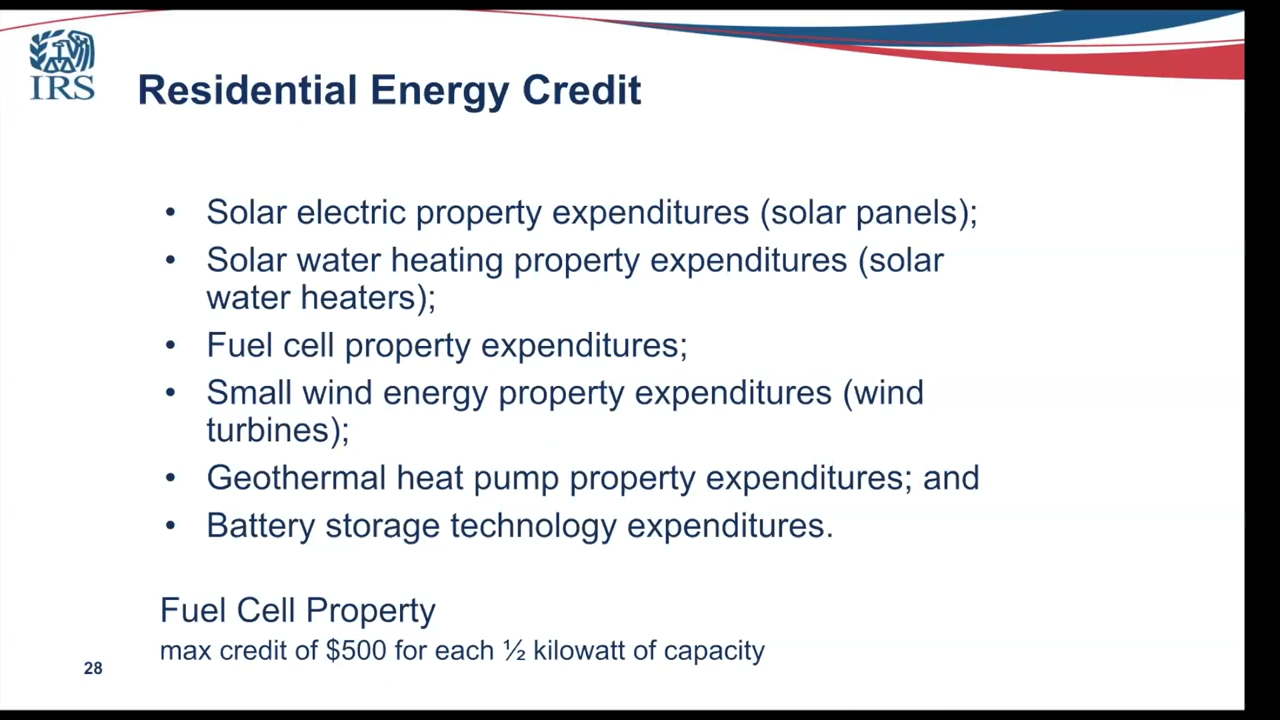 IRS
Residential Energy Credit
• Solar electric property expenditures (solar panels);
• Solar water heating property expenditures (solar
water heaters);
• Fuel cell property expenditures;
• Small wind energy property expenditures (wind
turbines);
• Geothermal heat pump property expenditures; and
• Battery storage technology expenditures.
Fuel Cell Property
max credit of $500 for each ½ kilowatt of capacity
28